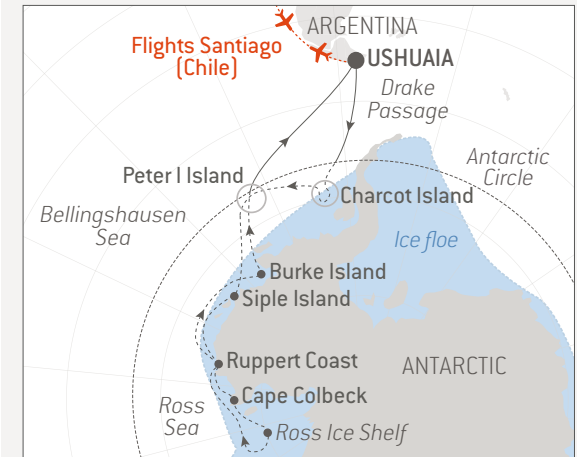 ARGENTINA
Flights Santiago
(Chile)
USHUAIA
Drake
Passage
Antarctic
Circle
Peter I Island
Charcot Island
Bellingshausen
Sea
Ice floe
Burke Island
Siple Island
Ruppert Coast
ANTARCTIC
Cape Colbeck
Ross
Sea
Ross Ice Shelf